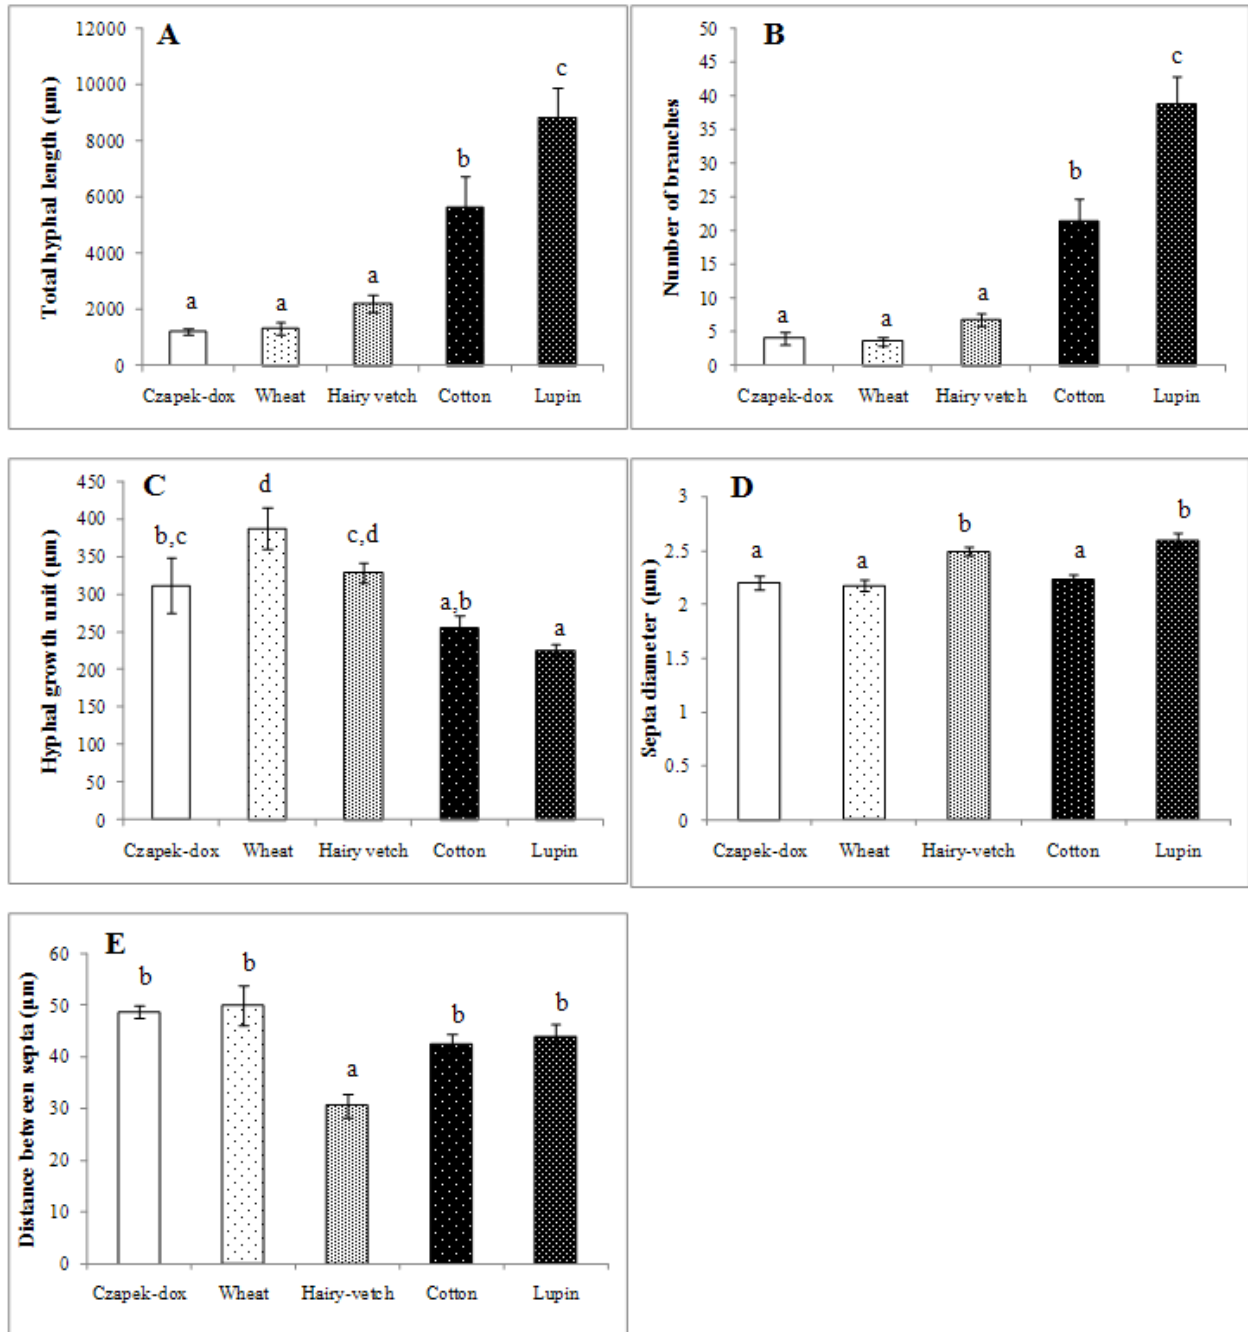 A
Total hyphal length (µm)
12000
10000
8000
6000
4000
2000
0
a
a
a
b
c
Czapek-dox Wheat Hairy vetch Cotton Lupin
B
Number of branches
50
45
40
35
30
25
20
15
10
5
0
a
a
a
b
c
Czapek-dox Wheat Hairy vetch Cotton Lupin
C
Hyphal growth unit (µm)
450
400
350
300
250
200
150
100
50
0
b,c
d
c,d
a,b
a
Czapek-dox Wheat Hairy vetch Cotton Lupin
D
Septa diameter (µm)
3
2.5
2
1.5
1
0.5
0
a
a
b
a
b
Czapek-dox Wheat Hairy-vetch Cotton Lupin
E
Distance between septa (µm)
60
50
40
30
20
10
0
b
b
a
b
b
Czapek-dox Wheat Hairy-vetch Cotton Lupin